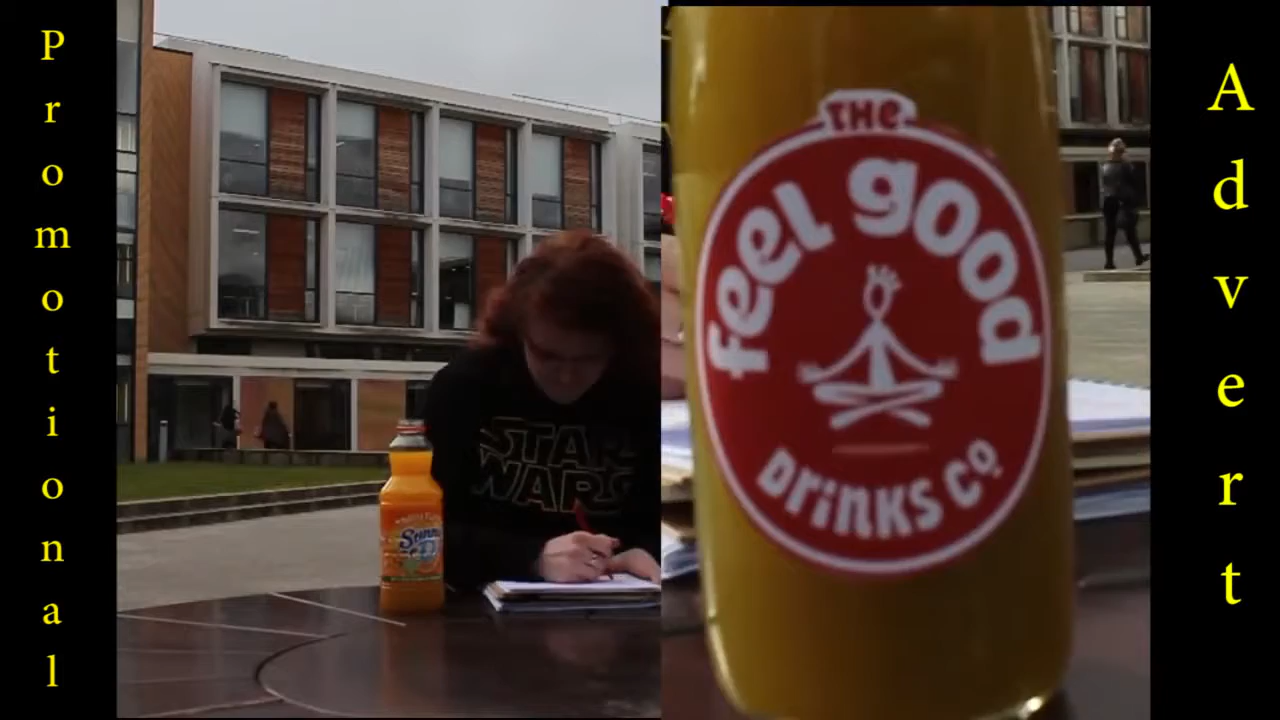 Promotional
STAR
WARS
Sunny
THE
feel good
DRINKS Co
Advert